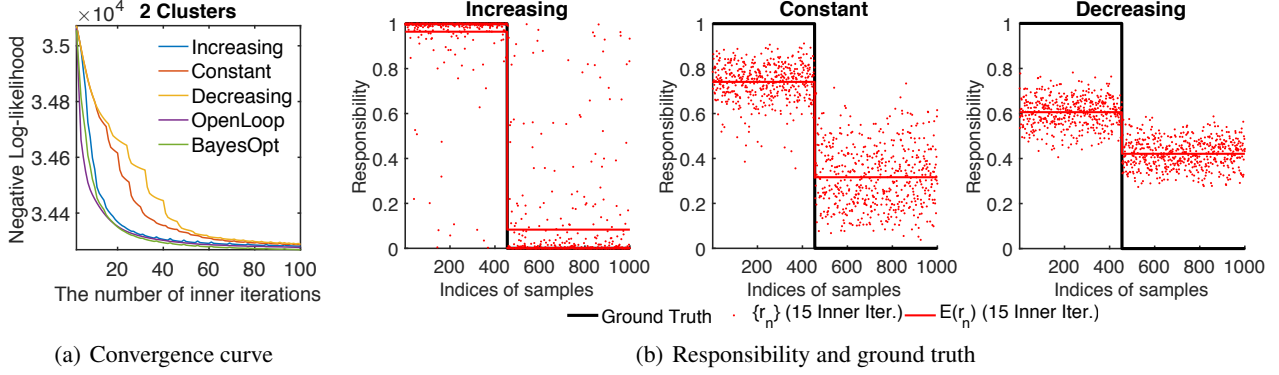 ×10⁴ 2 Clusters
3.5
3.48
3.46
3.44
Negative Log-likelihood
Increasing
Constant
Decreasing
OpenLoop
BayesOpt
20 40 60 80 100
The number of inner iterations
(a) Convergence curve
Increasing
1
0.8
0.6
0.4
0.2
0
Responsibility
200 400 600 800 1000
Indices of samples
Constant
1
0.8
0.6
0.4
0.2
0
Responsibility
200 400 600 800 1000
Indices of samples
Decreasing
1
0.8
0.6
0.4
0.2
0
Responsibility
200 400 600 800 1000
Indices of samples
Ground Truth {r_n} (15 Inner Iter.) E(r_n) (15 Inner Iter.)
(b) Responsibility and ground truth